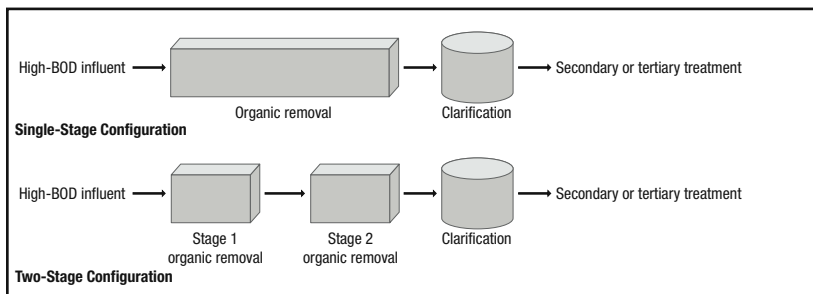 High-BOD influent
Secondary or tertiary treatment
Organic removal
Clarification
Single-Stage Configuration
High-BOD influent
Secondary or tertiary treatment
Stage 1
organic removal
Stage 2
organic removal
Clarification
Two-Stage Configuration